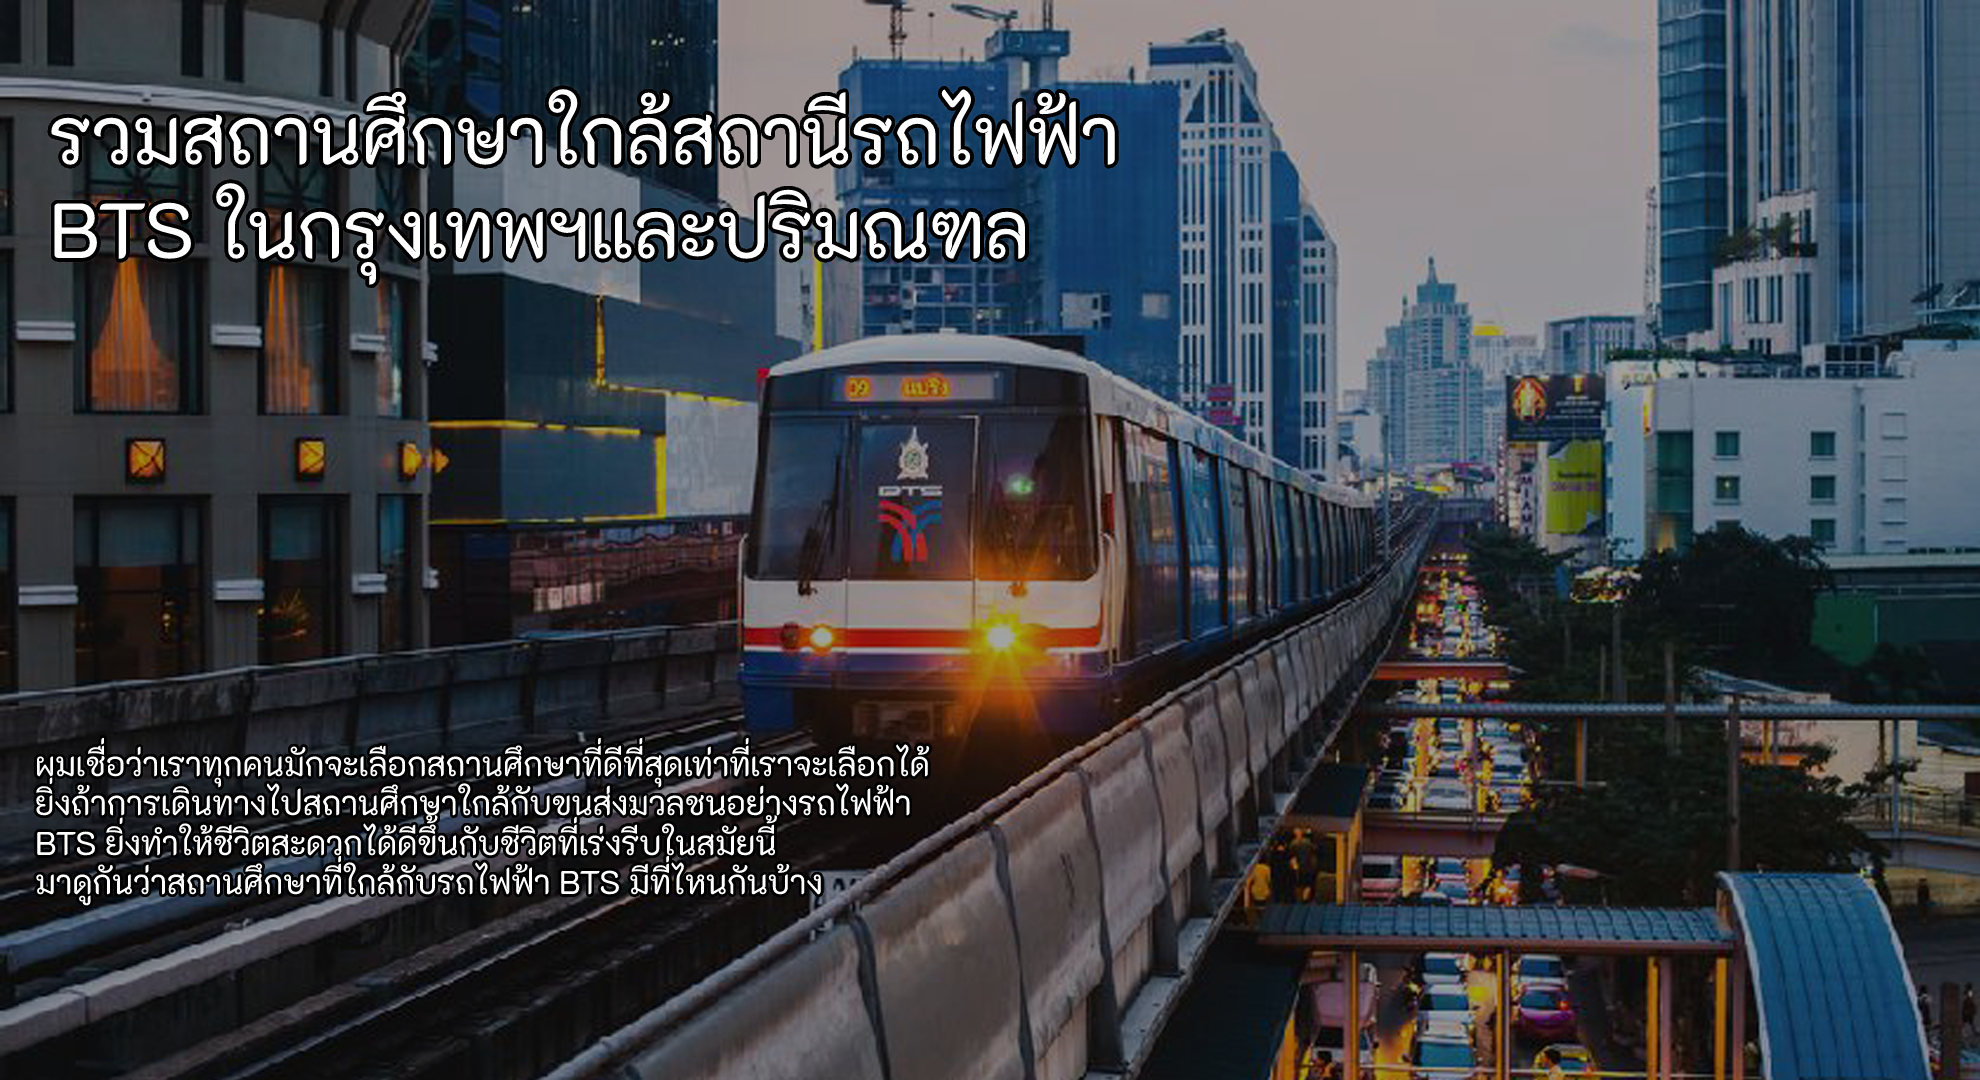 รวมสถานศึกษาใกล้สถานีรถไฟฟ้า
BTS ในกรุงเทพฯและปริมณฑล
09 แบริ่ง
BTS
ผมเชื่อว่าเราทุกคนมักจะเลือกสถานศึกษาที่ดีที่สุดเท่าที่เราจะเลือกได้
ยิ่งถ้าการเดินทางไปสถานศึกษาใกล้กับขนส่งมวลชนอย่างรถไฟฟ้า
BTS ยิ่งทำให้ชีวิตสะดวกได้ดีขึ้นกับชีวิตที่เร่งรีบในสมัยนี้
มาดูกันว่าสถานศึกษาที่ใกล้กับรถไฟฟ้า BTS มีที่ไหนกันบ้าง